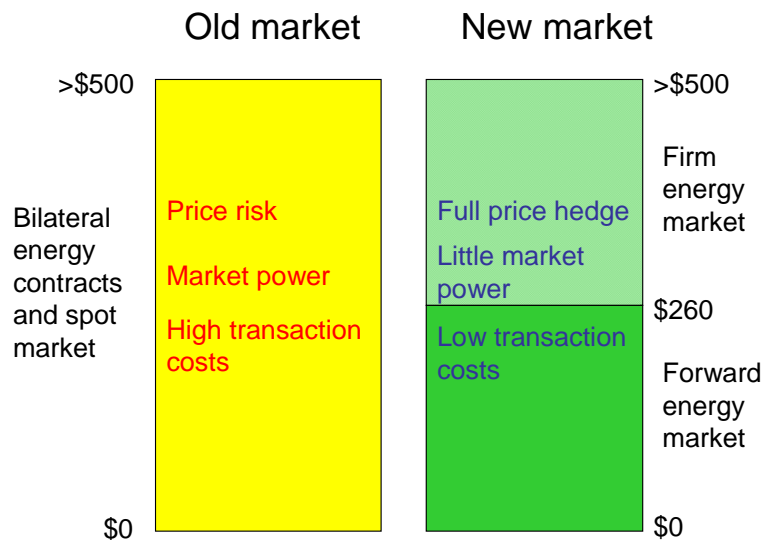 Old market
New market
>$500
Bilateral
energy
contracts
and spot
market
$0
Price risk
Market power
High transaction
costs
Full price hedge
Little market
power
Low transaction
costs
>$500
Firm
energy
market
$260
Forward
energy
market
$0